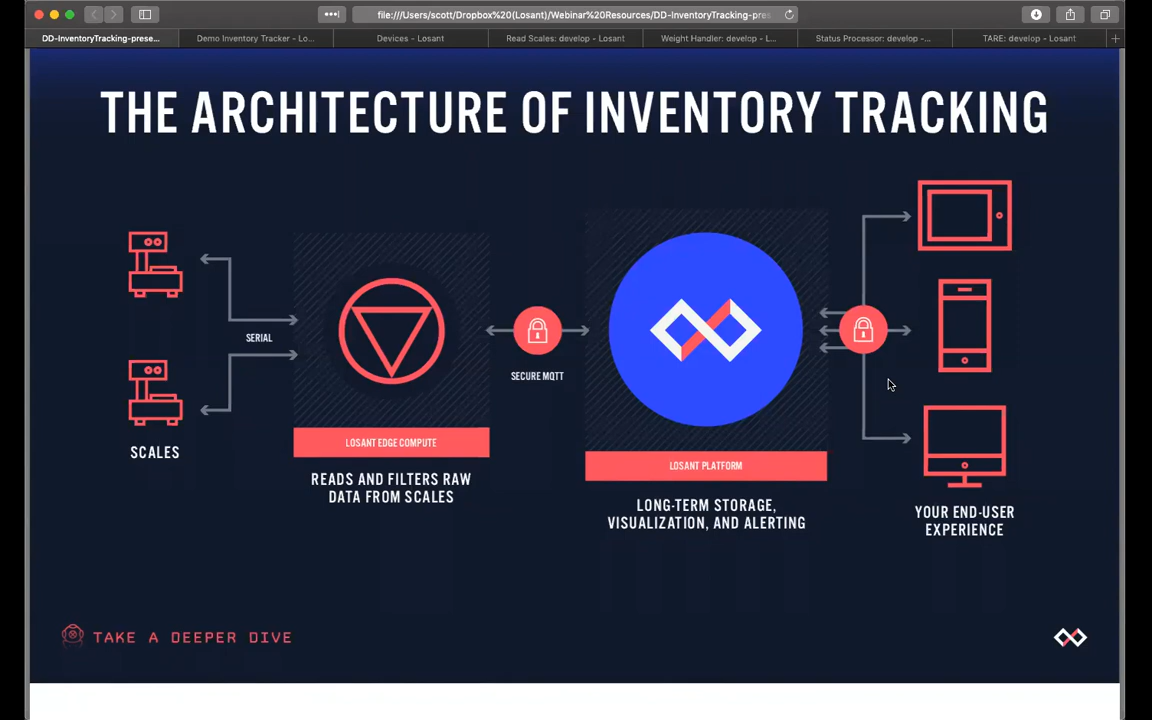 file:///Users/scott/Dropbox%20(Losant)/Webinar%20Resources/DD-InventoryTracking-pres...
DD-InventoryTracking-prese...
Demo Inventory Tracker - Lo...
Devices - Losant
Read Scales: develop - Losant
Weight Handler: develop - L...
Status Processor: develop -...
TARE: develop - Losant
THE ARCHITECTURE OF INVENTORY TRACKING
SERIAL
SCALES
LOSANT EDGE COMPUTE
READS AND FILTERS RAW
DATA FROM SCALES
SECURE MQTT
LOSANT PLATFORM
LONG-TERM STORAGE,
VISUALIZATION, AND ALERTING
YOUR END-USER
EXPERIENCE
TAKE A DEEPER DIVE